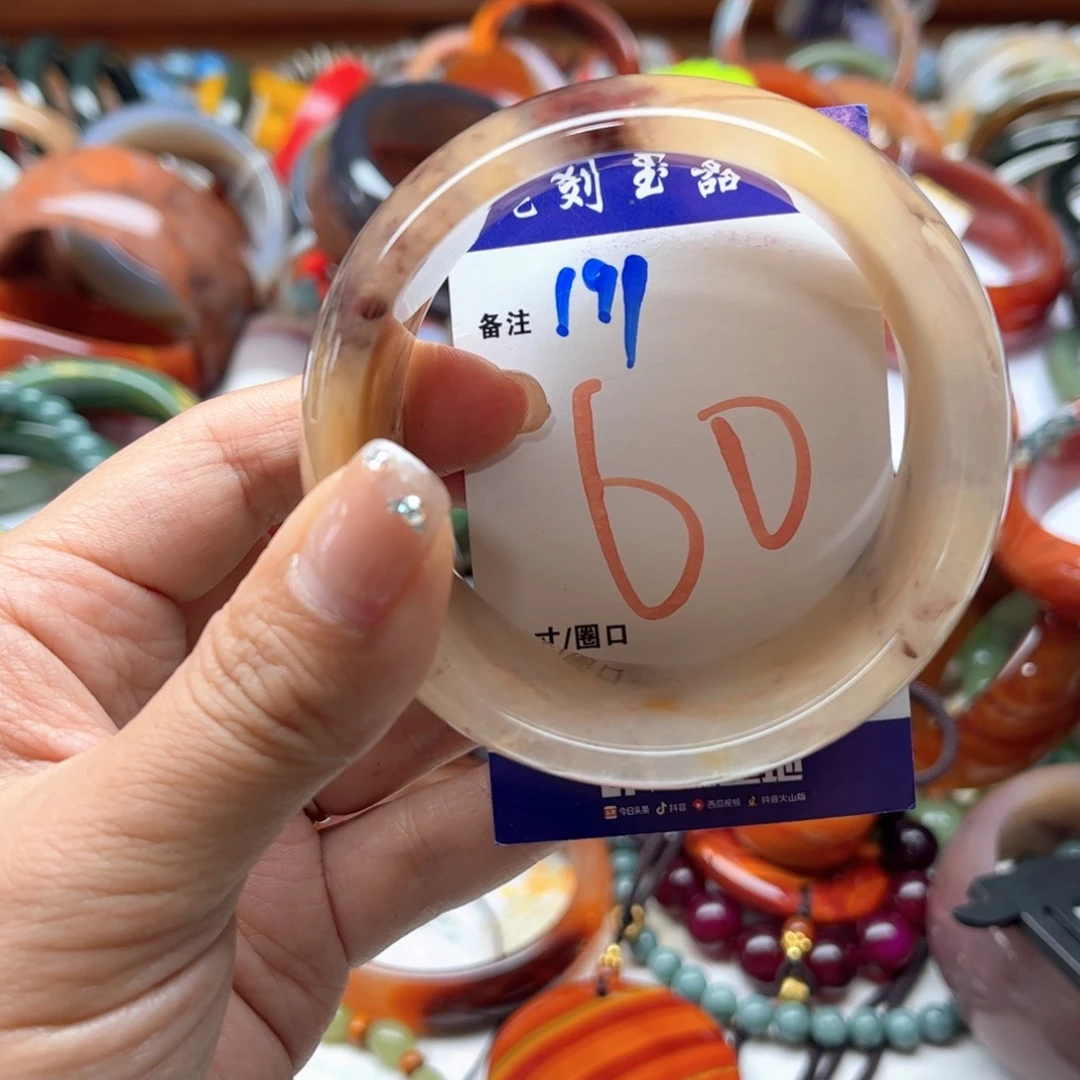 刻玉器
备注 191
60
寸/圈口
今日头条 抖音 西瓜视频 抖音火山版